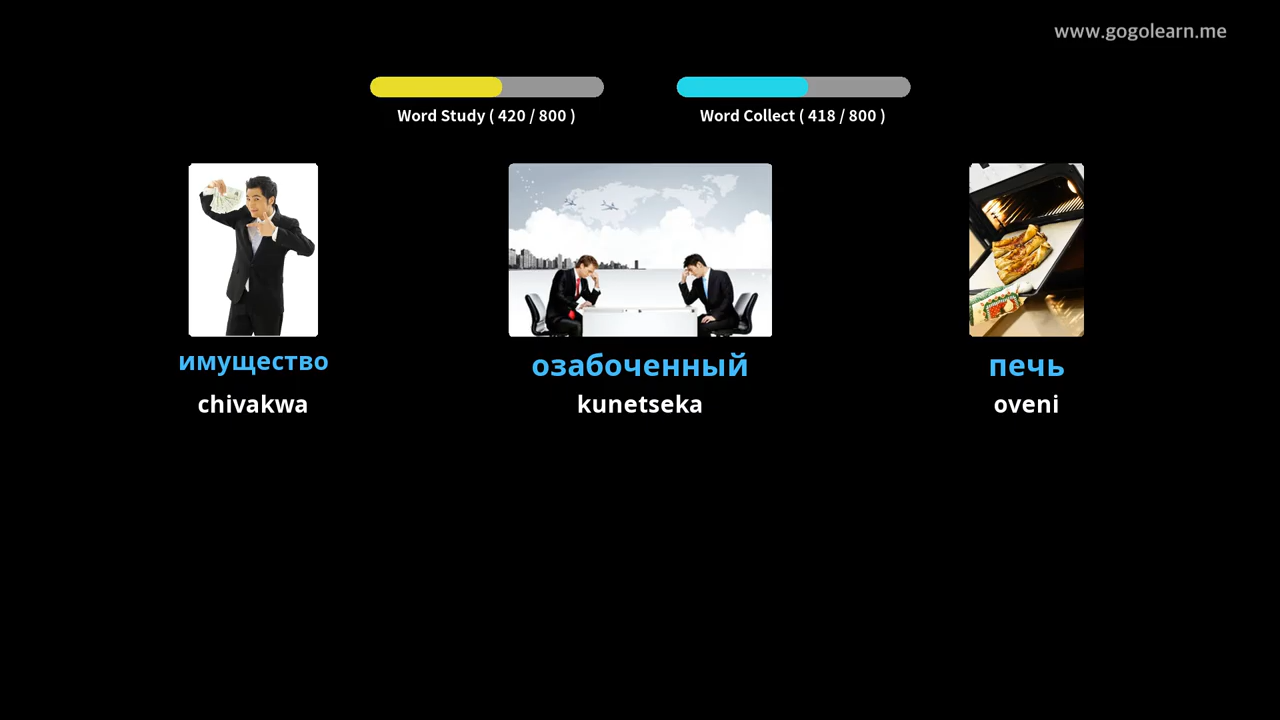 www.gogolearn.me
Word Study ( 420 / 800 )
Word Collect ( 418 / 800 )
имущество
chivakwa
озабоченный
kunetseka
печь
oveni